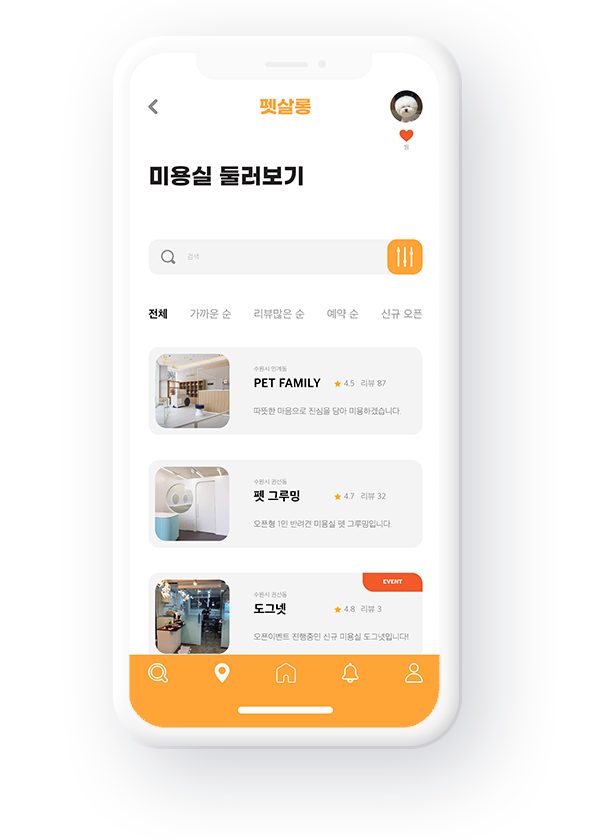 펫살롱
찜
미용실 둘러보기
검색
전체 가까운 순 리뷰많은 순 예약 순 신규 오픈
수원시 인계동
PET FAMILY 4.5 리뷰 87
따뜻한 마음으로 진심을 담아 미용하겠습니다.
수원시 권선동
펫 그루밍 4.7 리뷰 32
오픈형 1인 반려견 미용실 펫 그루밍입니다.
EVENT
수원시 권선동
도그넷 4.8 리뷰 3
오픈이벤트 진행중인 신규 미용실 도그넷입니다!